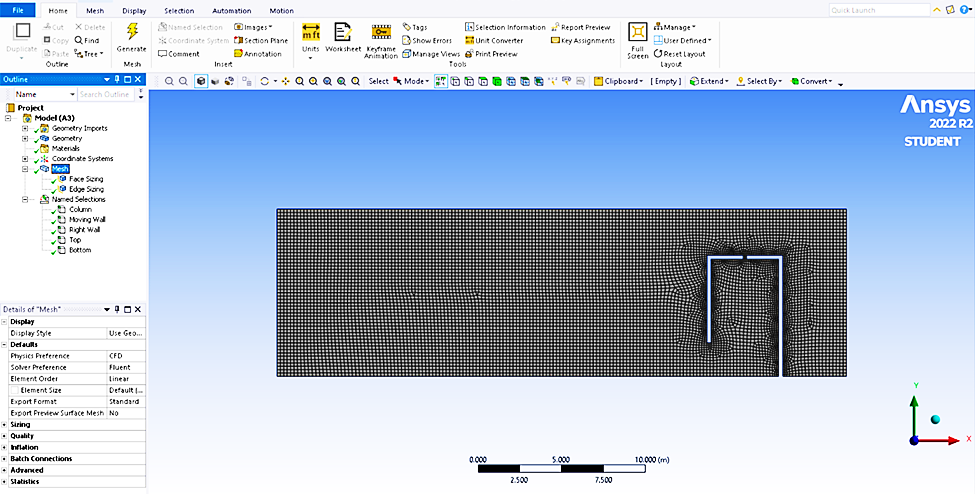 File Home Mesh Display Selection Automation Motion Quick Launch
Duplicate Cut Delete Copy Find Paste Tree Generate Named Selection Images Coordinate System Section Plane Comment Annotation Units Worksheet Keyframe Animation Tags Selection Information Report Preview Show Errors Unit Converter Key Assignments Manage Views Print Preview Full Screen Manage User Defined Reset Layout
Outline Mesh Insert Tools Layout
Outline
Select Mode Clipboard [ Empty ] Extend Select By Convert
Name Search Outline
Project
Model (A3)
Geometry Imports
Geometry
Materials
Coordinate Systems
Mesh
Face Sizing
Edge Sizing
Named Selections
Column
Moving Wall
Right Wall
Top
Bottom
Ansys
2022 R2
STUDENT
Details of "Mesh"
Display
Display Style Use Geo...
Defaults
Physics Preference CFD
Solver Preference Fluent
Element Order Linear
Element Size Default (...
Export Format Standard
Export Preview Surface Mesh No
Sizing
Quality
Inflation
Batch Connections
Advanced
Statistics
0.000 5.000 10.000 (m)
2.500 7.500
Y
X